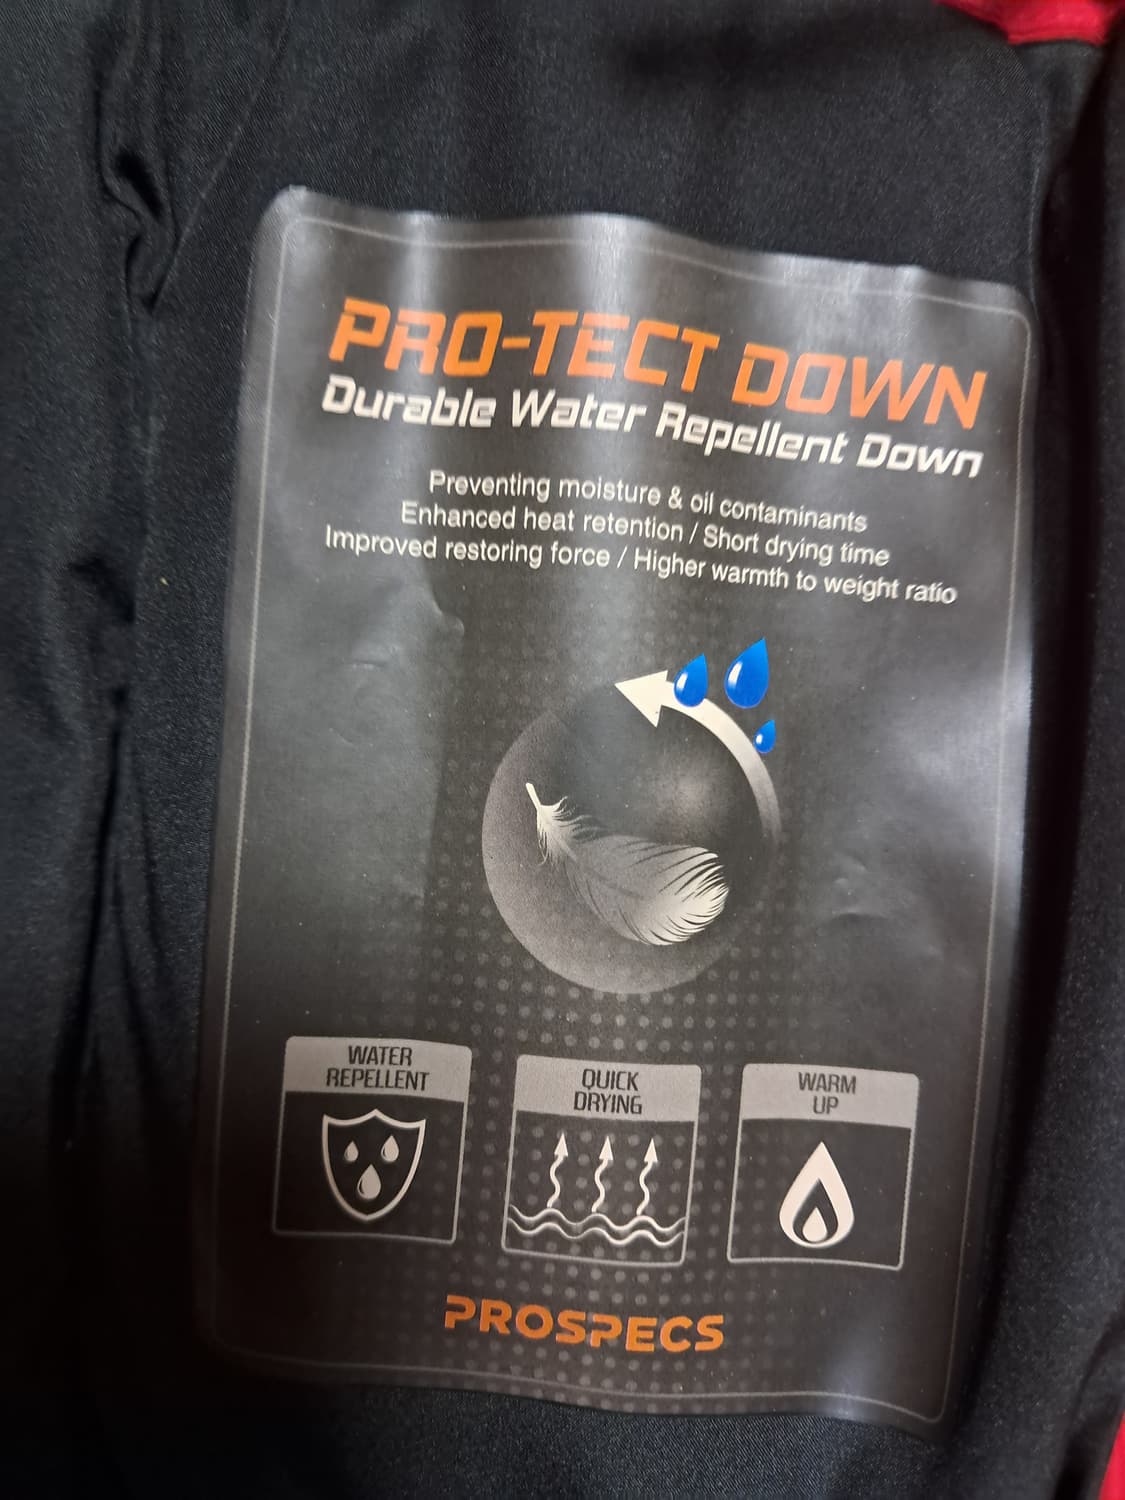 PRO-TECT DOWN
Durable Water Repellent Down
Preventing moisture & oil contaminants
Enhanced heat retention / Short drying time
Improved restoring force / Higher warmth to weight ratio
WATER
REPELLENT
QUICK
DRYING
WARM
UP
PROSPECS